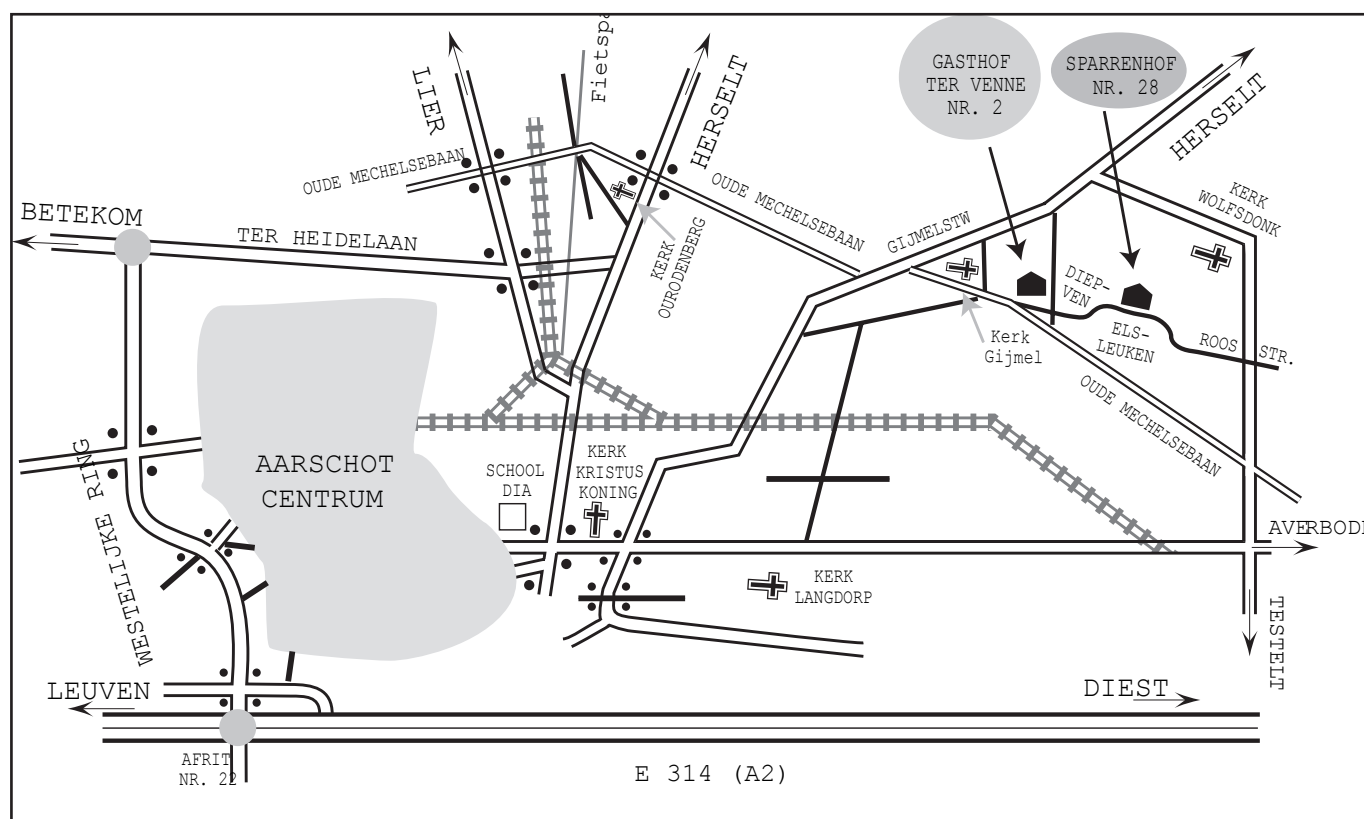 Fietspa
GASTHOF
TER VENNE
NR. 2
SPARRENHOF
NR. 28
LIER
HERSELT
HERSELT
OUDE MECHELSEBAAN
OUDE MECHELSEBAAN
KERK
WOLFSDONK
BETEKOM
TER HEIDELAAN
KERK
OURODENBERG
GIJMELSTW
DIEP-
VEN
ELS-
LEUKEN
ROOS
STR.
Kerk
Gijmel
OUDE MECHELSEBAAN
WESTELIJKE RING
AARSCHOT
CENTRUM
SCHOOL
DIA
KERK
KRISTUS
KONING
AVERBODE
KERK
LANGDORP
TESTELT
LEUVEN
DIEST
AFRIT
NR. 22
E 314 (A2)